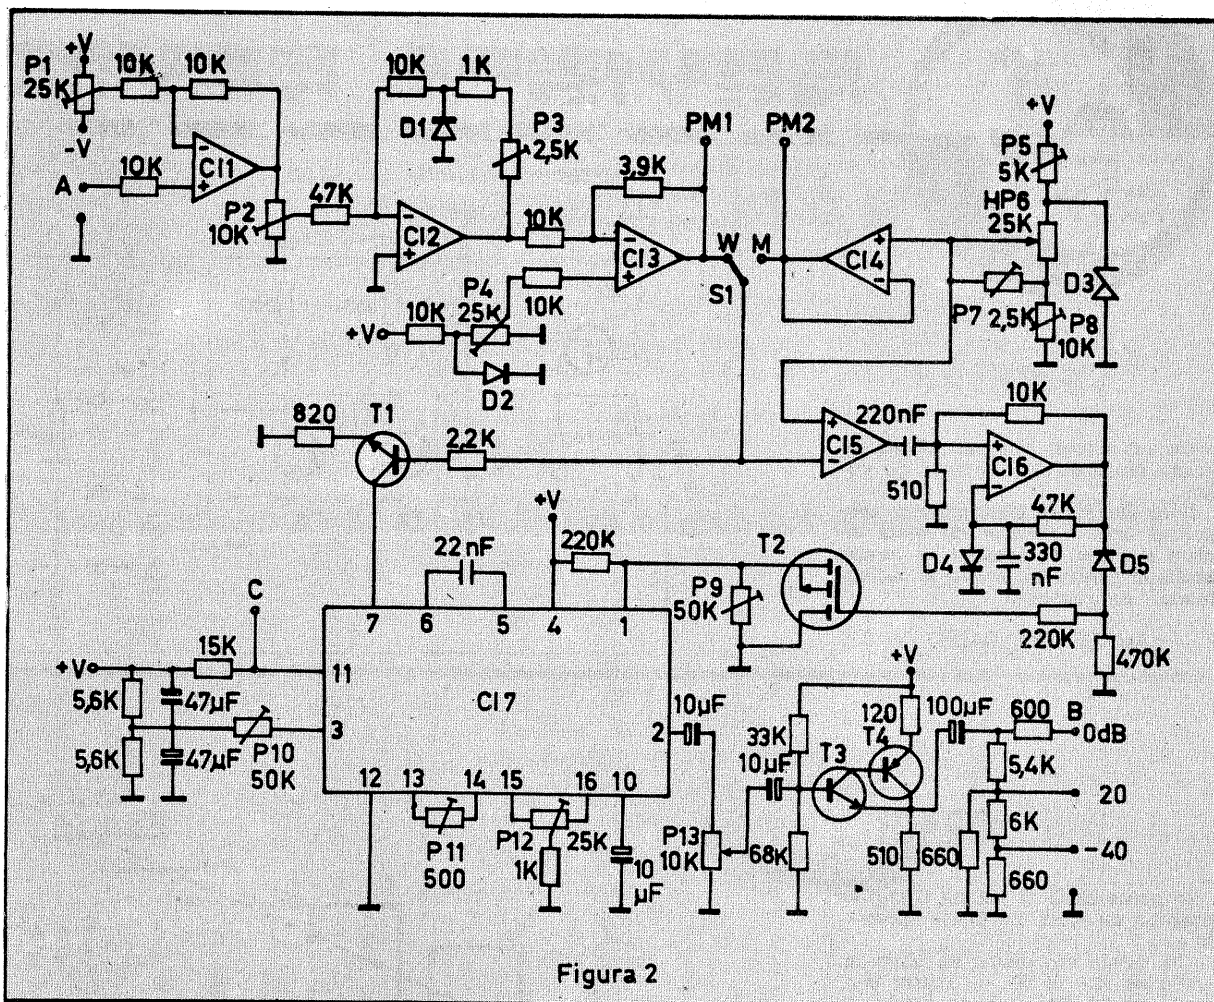 +V
P1
25K
-V
10K
10K
A
10K
CI1
P2
10K
47K
10K
1K
D1
P3
2,5K
CI2
10K
3,9K
CI3
PM1
PM2
W
M
S1
CI4
+V
P5
5K
HP6
25K
D3
P7
2,5K
P8
10K
P4
25K
10K
10K
+V
D2
820
T1
2,2K
CI5
220nF
510
10K
CI6
47K
D4
330
nF
D5
220K
470K
+V
220K
22nF
T2
P9
50K
C
15K
+V
5,6K
47µF
5,6K
47µF
P10
50K
7
6
5
4
1
11
3
CI7
2
12
13
14
15
16
10
P11
500
P12
25K
1K
10
µF
10µF
P13
10K
33K
10µF
68K
T3
T4
+V
120
100µF
510
660
600
B
0dB
5,4K
20
6K
-40
660
Figura 2